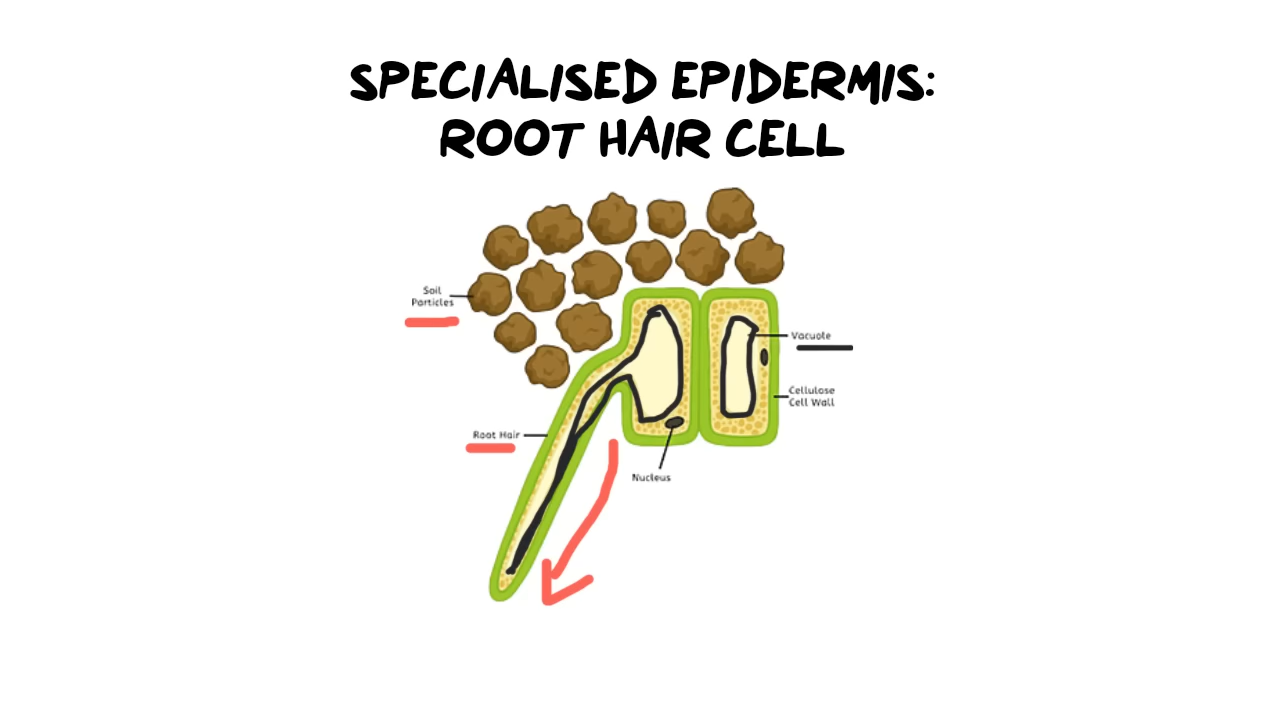 SPECIALISED EPIDERMIS:
ROOT HAIR CELL
Soil
Particles
Vacuole
Cellulose
Cell Wall
Root Hair
Nucleus